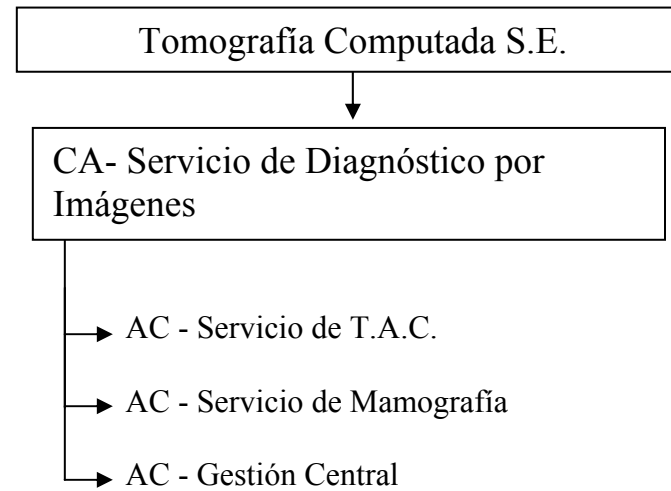 Tomografía Computada S.E.
CA- Servicio de Diagnóstico por
Imágenes
AC - Servicio de T.A.C.
AC - Servicio de Mamografía
AC - Gestión Central